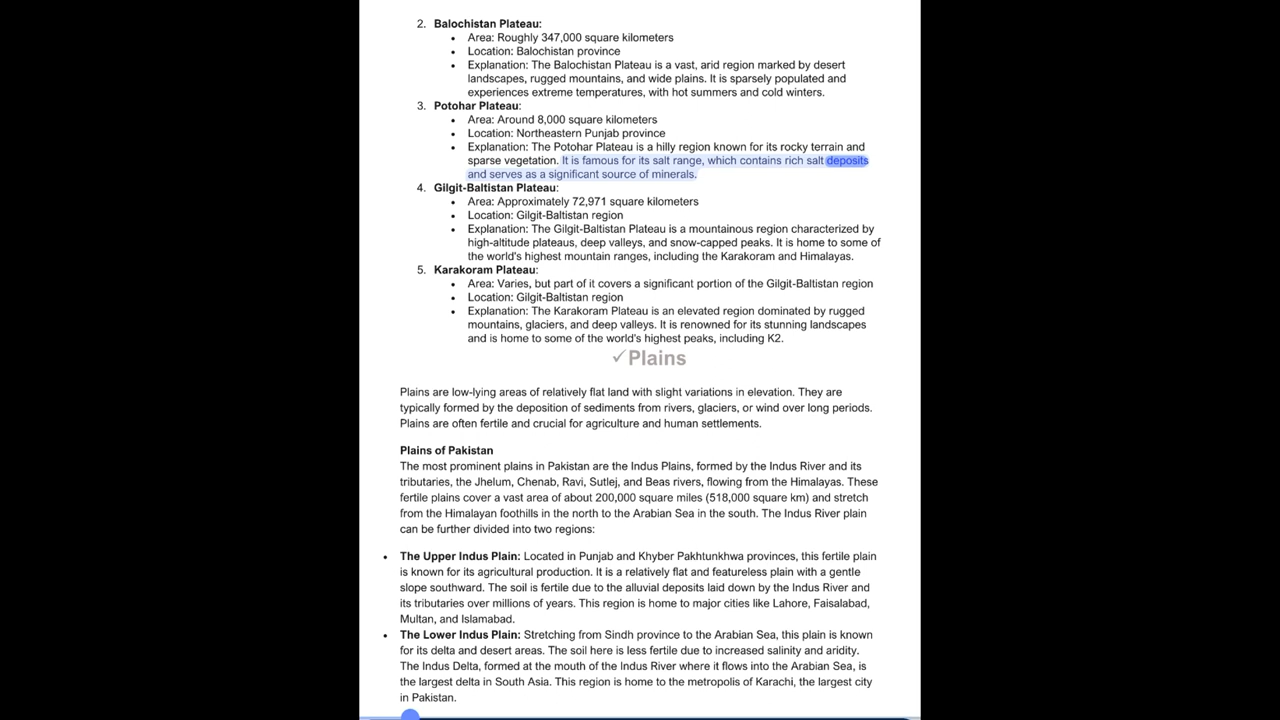 2. Balochistan Plateau:
• Area: Roughly 347,000 square kilometers
• Location: Balochistan province
• Explanation: The Balochistan Plateau is a vast, arid region marked by desert
landscapes, rugged mountains, and wide plains. It is sparsely populated and
experiences extreme temperatures, with hot summers and cold winters.
3. Potohar Plateau:
• Area: Around 8,000 square kilometers
• Location: Northeastern Punjab province
• Explanation: The Potohar Plateau is a hilly region known for its rocky terrain and
sparse vegetation. It is famous for its salt range, which contains rich salt deposits
and serves as a significant source of minerals.
4. Gilgit-Baltistan Plateau:
• Area: Approximately 72,971 square kilometers
• Location: Gilgit-Baltistan region
• Explanation: The Gilgit-Baltistan Plateau is a mountainous region characterized by
high-altitude plateaus, deep valleys, and snow-capped peaks. It is home to some of
the world's highest mountain ranges, including the Karakoram and Himalayas.
5. Karakoram Plateau:
• Area: Varies, but part of it covers a significant portion of the Gilgit-Baltistan region
• Location: Gilgit-Baltistan region
• Explanation: The Karakoram Plateau is an elevated region dominated by rugged
mountains, glaciers, and deep valleys. It is renowned for its stunning landscapes
and is home to some of the world's highest peaks, including K2.
✓Plains
Plains are low-lying areas of relatively flat land with slight variations in elevation. They are
typically formed by the deposition of sediments from rivers, glaciers, or wind over long periods.
Plains are often fertile and crucial for agriculture and human settlements.
Plains of Pakistan
The most prominent plains in Pakistan are the Indus Plains, formed by the Indus River and its
tributaries, the Jhelum, Chenab, Ravi, Sutlej, and Beas rivers, flowing from the Himalayas. These
fertile plains cover a vast area of about 200,000 square miles (518,000 square km) and stretch
from the Himalayan foothills in the north to the Arabian Sea in the south. The Indus River plain
can be further divided into two regions:
• The Upper Indus Plain: Located in Punjab and Khyber Pakhtunkhwa provinces, this fertile plain
is known for its agricultural production. It is a relatively flat and featureless plain with a gentle
slope southward. The soil is fertile due to the alluvial deposits laid down by the Indus River and
its tributaries over millions of years. This region is home to major cities like Lahore, Faisalabad,
Multan, and Islamabad.
• The Lower Indus Plain: Stretching from Sindh province to the Arabian Sea, this plain is known
for its delta and desert areas. The soil here is less fertile due to increased salinity and aridity.
The Indus Delta, formed at the mouth of the Indus River where it flows into the Arabian Sea, is
the largest delta in South Asia. This region is home to the metropolis of Karachi, the largest city
in Pakistan.